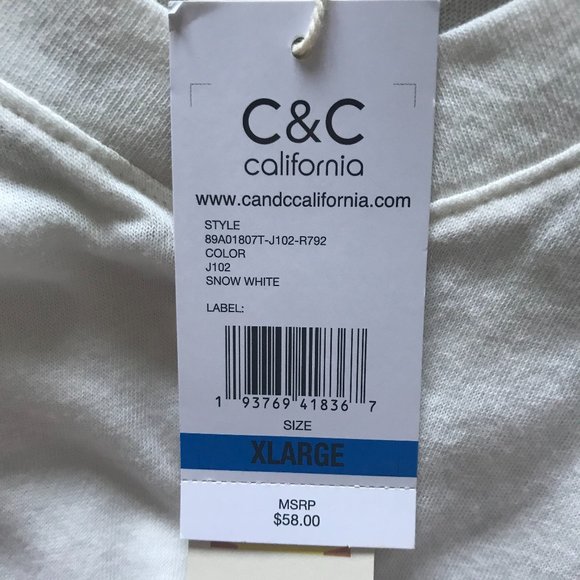 C&C
california
www.candccalifornia.com
STYLE
89A01807T-J102-R792
COLOR
J102
SNOW WHITE
LABEL:
1 93769 41836 7
SIZE
XLARGE
MSRP
$58.00